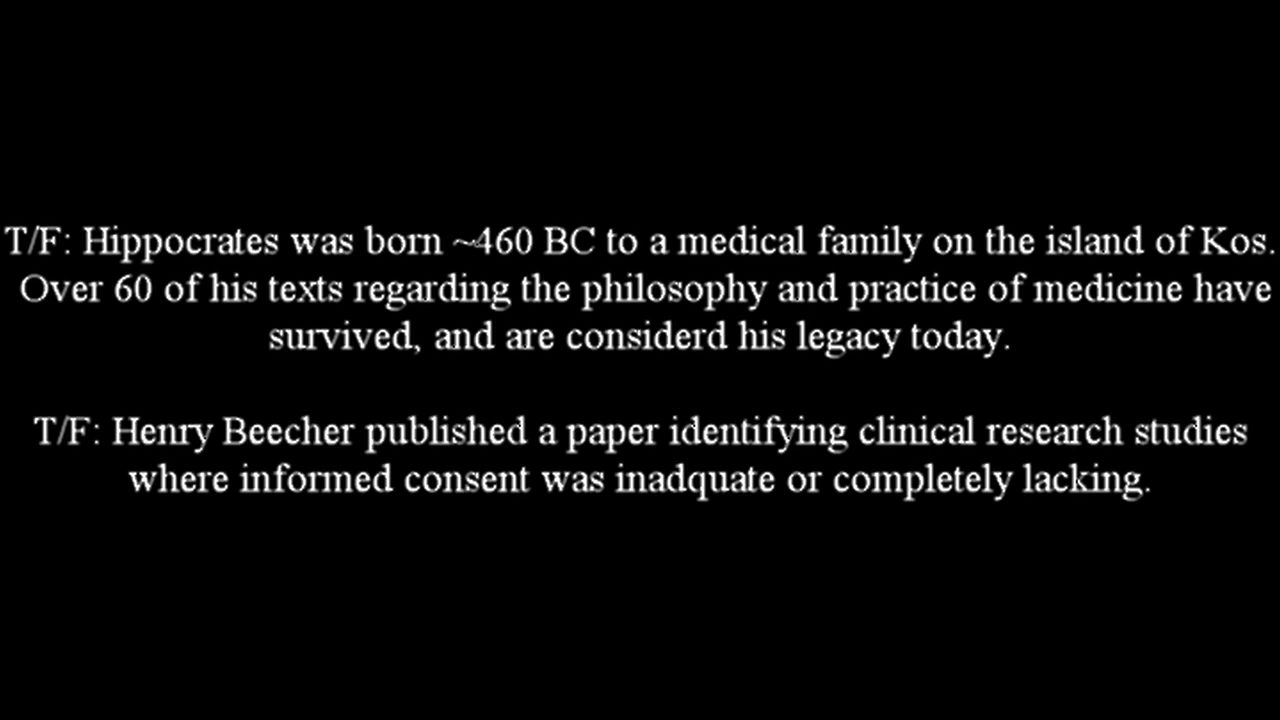 T/F: Hippocrates was born ~460 BC to a medical family on the island of Kos.
Over 60 of his texts regarding the philosophy and practice of medicine have
survived, and are considerd his legacy today.
T/F: Henry Beecher published a paper identifying clinical research studies
where informed consent was inadquate or completely lacking.